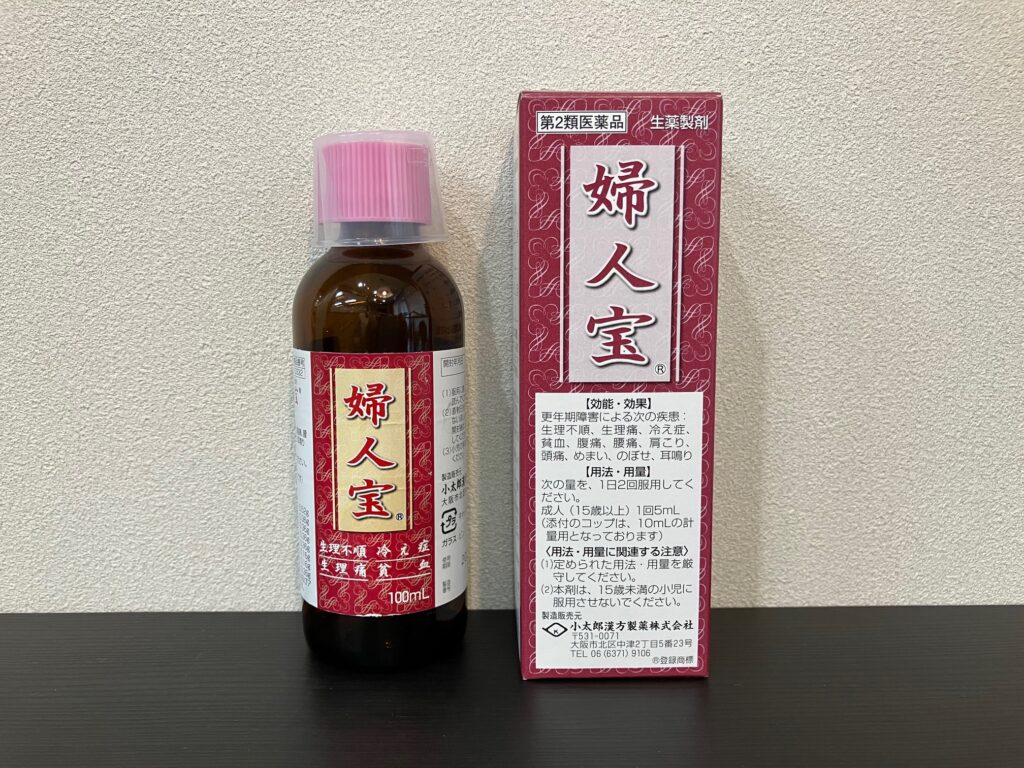 婦
人
宝®
生理不順 冷え症
生理痛 貧血
100mL
製造販売元
第2類医薬品 生薬製剤
婦
人
宝®
【効能・効果】
更年期障害による次の疾患：
生理不順、生理痛、冷え症、
貧血、腹痛、腰痛、肩こり、
頭痛、めまい、のぼせ、耳鳴り
【用法・用量】
次の量を、1日2回服用してく
ださい。
成人（15歳以上）1回5mL
（添付のコップは、10mLの計
量用となっております）
〈用法・用量に関連する注意〉
(1)定められた用法・用量を厳
守してください。
(2)本剤は、15歳未満の小児に
服用させないでください。
製造販売元
K 小太郎漢方製薬株式会社
〒531-0071
大阪市北区中津2丁目5番23号
TEL 06(6371)9106
®登録商標